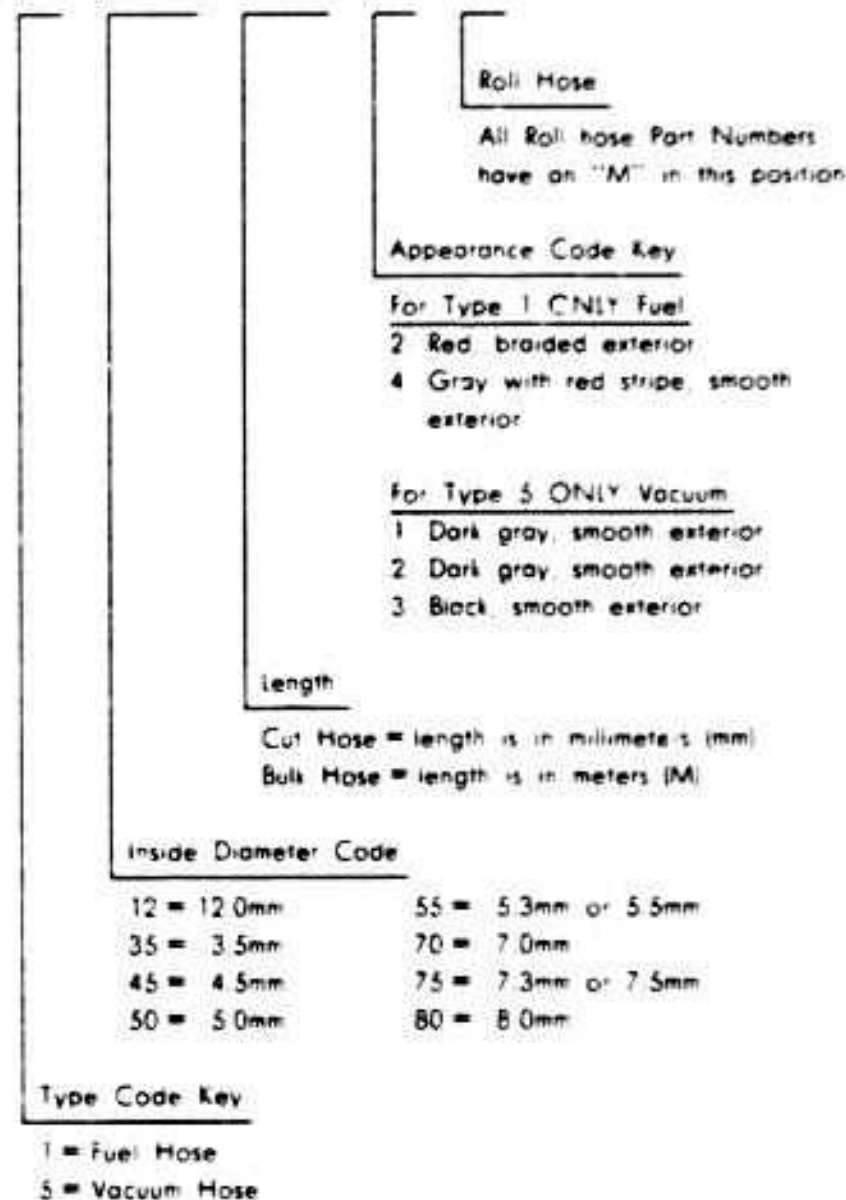 Roll Hose
All Roll hose Part Numbers
have an "M" in this position
Appearance Code Key
For Type 1 ONLY Fuel
2 Red braided exterior
4 Gray with red stripe, smooth
exterior
For Type 5 ONLY Vacuum
1 Dark gray, smooth exterior
2 Dark gray, smooth exterior
3 Black, smooth exterior
Length
Cut Hose = length is in millimeters (mm)
Bulk Hose = length is in meters (M)
Inside Diameter Code
12 = 12.0mm 55 = 5.3mm or 5.5mm
35 = 3.5mm 70 = 7.0mm
45 = 4.5mm 75 = 7.3mm or 7.5mm
50 = 5.0mm 80 = 8.0mm
Type Code Key
1 = Fuel Hose
5 = Vacuum Hose